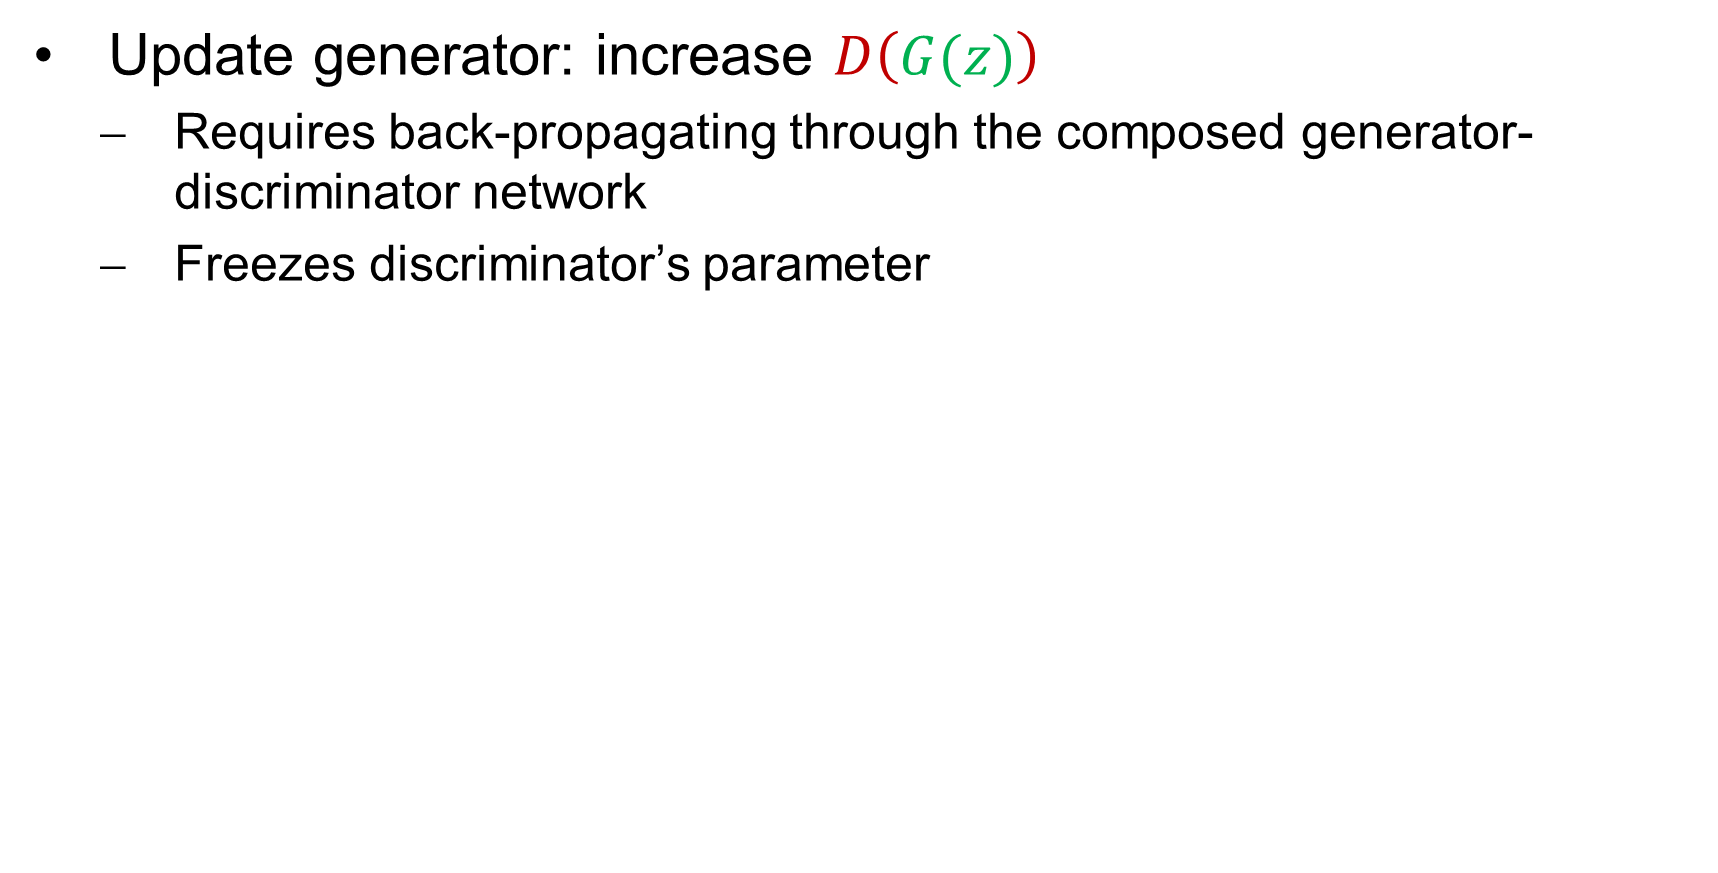 • Update generator: increase D(G(z))
– Requires back-propagating through the composed generator-
discriminator network
– Freezes discriminator’s parameter